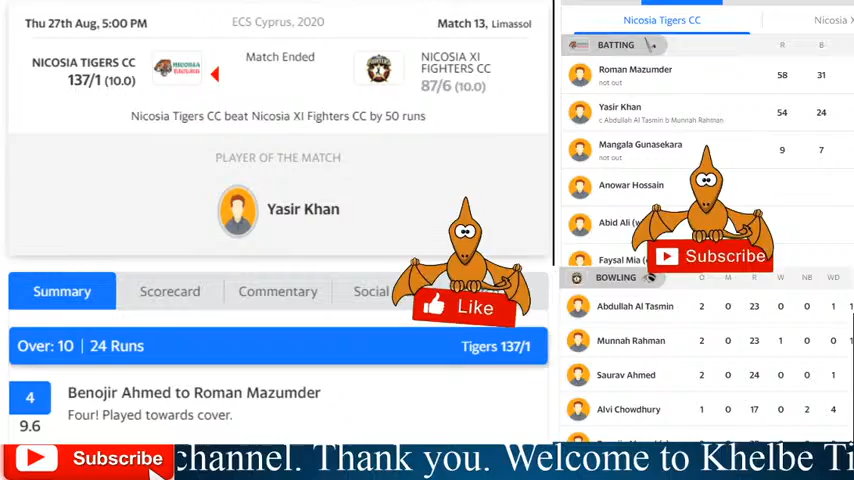 Thu 27th Aug, 5:00 PM
ECS Cyprus, 2020
Match 13, Limassol
NICOSIA TIGERS CC
137/1 (10.0)
Match Ended
NICOSIA XI
FIGHTERS CC
87/6 (10.0)
Nicosia Tigers CC beat Nicosia XI Fighters CC by 50 runs
PLAYER OF THE MATCH
Yasir Khan
Like
Summary
Scorecard
Commentary
Social
Over: 10 | 24 Runs
Tigers 137/1
4
9.6
Benojir Ahmed to Roman Mazumder
Four! Played towards cover.
Nicosia Tigers CC
Nicosia X
BATTING
R B
Roman Mazumder 58 31
not out
Yasir Khan 54 24
c Abdullah Al Tasmin b Munnah Rahman
Mangala Gunasekara 9 7
not out
Anowar Hossain
Abid Ali (w
Faysal Mia (
Subscribe
BOWLING O M R W NB WD
Abdullah Al Tasmin 2 0 23 0 0 1
Munnah Rahman 2 0 23 1 0 0
Saurav Ahmed 2 0 24 0 0 1
Alvi Chowdhury 1 0 17 0 2 4
Subscribe
channel. Thank you. Welcome to Khelbe Ti